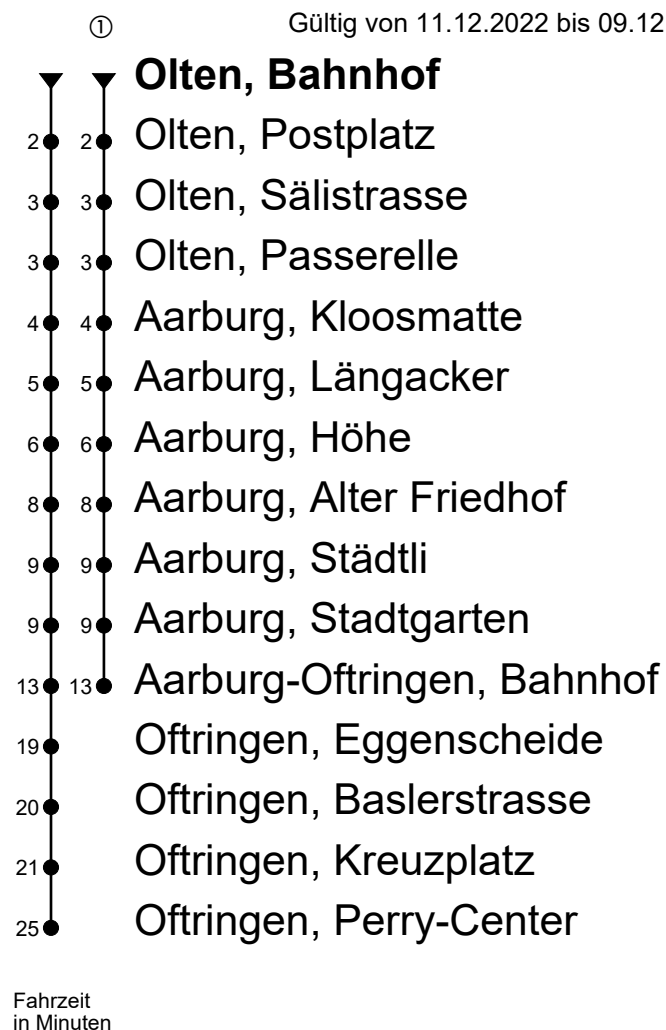 ① Gültig von 11.12.2022 bis 09.12
Olten, Bahnhof
2 2 Olten, Postplatz
3 3 Olten, Sälistrasse
3 3 Olten, Passerelle
4 4 Aarburg, Kloosmatte
5 5 Aarburg, Längacker
6 6 Aarburg, Höhe
8 8 Aarburg, Alter Friedhof
9 9 Aarburg, Städtli
9 9 Aarburg, Stadtgarten
13 13 Aarburg-Oftringen, Bahnhof
19 Oftringen, Eggenscheide
20 Oftringen, Baslerstrasse
21 Oftringen, Kreuzplatz
25 Oftringen, Perry-Center
Fahrzeit
in Minuten